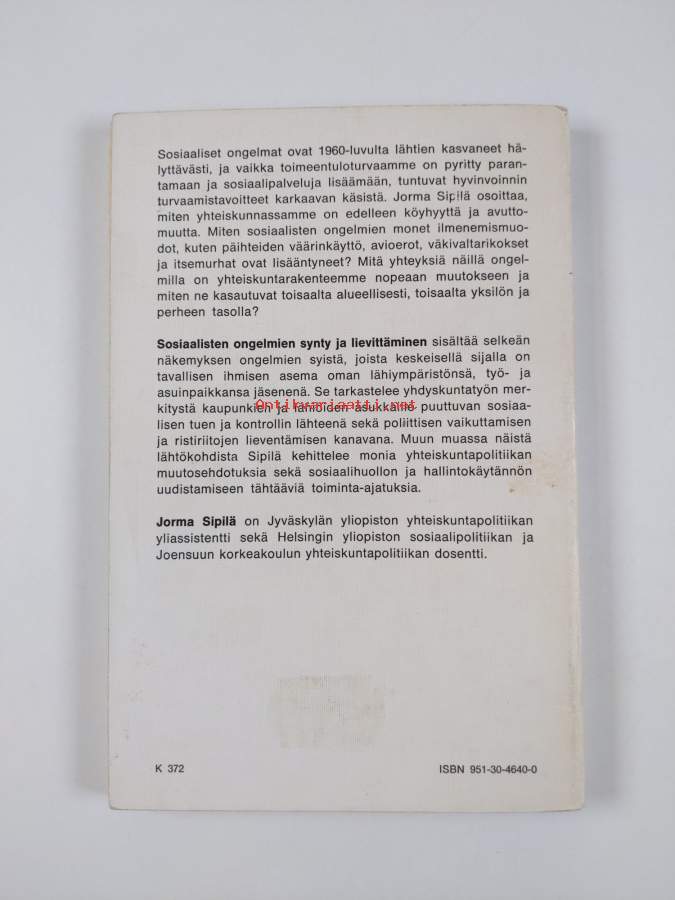 Sosiaaliset ongelmat ovat 1960-luvulta lähtien kasvaneet hä-
lyttävästi, ja vaikka toimeentuloturvaamme on pyritty paran-
tamaan ja sosiaalipalveluja lisäämään, tuntuvat hyvinvoinnin
turvaamistavoitteet karkaavan käsistä. Jorma Sipilä osoittaa,
miten yhteiskunnassamme on edelleen köyhyyttä ja avutto-
muutta. Miten sosiaalisten ongelmien monet ilmenemismuo-
dot, kuten päihteiden väärinkäyttö, avioerot, väkivaltarikokset
ja itsemurhat ovat lisääntyneet? Mitä yhteyksiä näillä ongel-
milla on yhteiskuntarakenteemme nopeaan muutokseen ja
miten ne kasautuvat toisaalta alueellisesti, toisaalta yksilön ja
perheen tasolla?
Sosiaalisten ongelmien synty ja lievittäminen sisältää selkeän
näkemyksen ongelmien syistä, joista keskeisellä sijalla on
tavallisen ihmisen asema oman lähiympäristönsä, työ- ja
asuinpaikkansa jäsenenä. Se tarkastelee yhdyskuntatyön mer-
kitystä kaupunkien ja lähiöiden asukkaille puuttuvan sosiaa-
Antikvariaatti.net
lisen tuen ja kontrollin lähteenä sekä poliittisen vaikuttamisen
ja ristiriitojen lieventämisen kanavana. Muun muassa näistä
lähtökohdista Sipilä kehittelee monia yhteiskuntapolitiikan
muutosehdotuksia sekä sosiaalihuollon ja hallintokäytännön
uudistamiseen tähtääviä toiminta-ajatuksia.
Jorma Sipilä on Jyväskylän yliopiston yhteiskuntapolitiikan
yliassistentti sekä Helsingin yliopiston sosiaalipolitiikan ja
Joensuun korkeakoulun yhteiskuntapolitiikan dosentti.
K 372
ISBN 951-30-4640-0